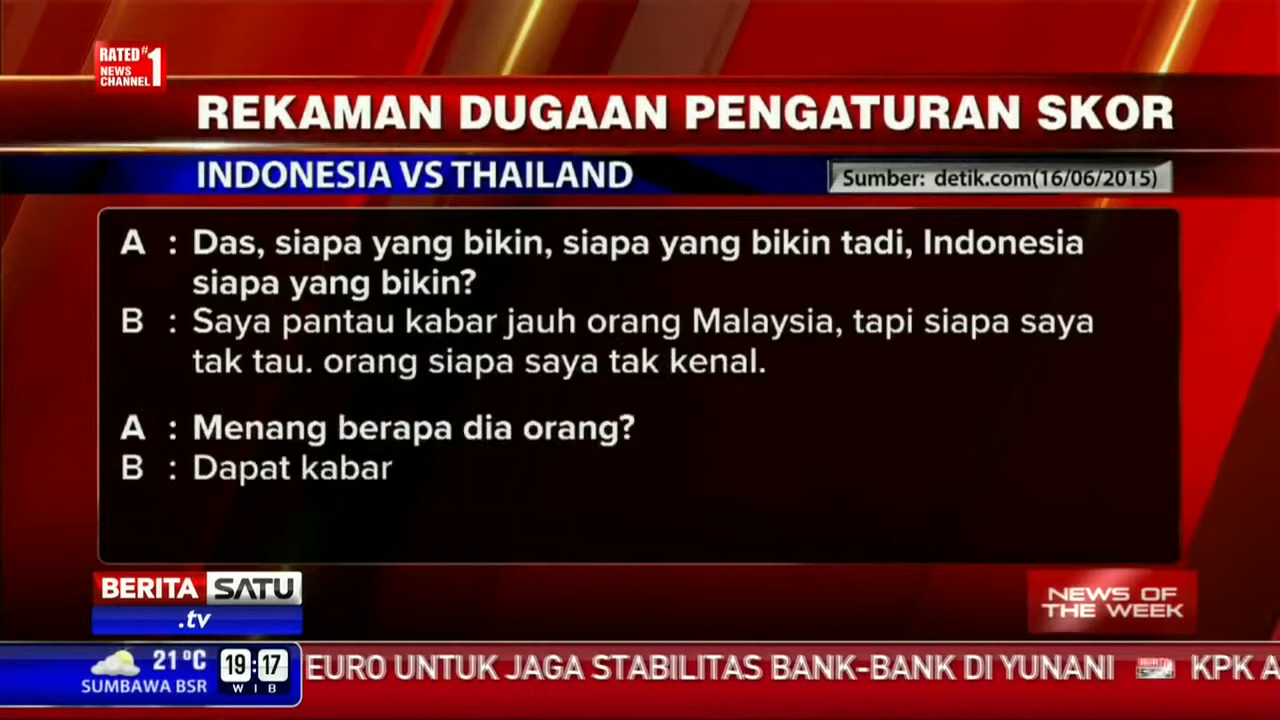 RATED #1
NEWS
CHANNEL
REKAMAN DUGAAN PENGATURAN SKOR
INDONESIA VS THAILAND
Sumber: detik.com(16/06/2015)
A : Das, siapa yang bikin, siapa yang bikin tadi, Indonesia
siapa yang bikin?
B : Saya pantau kabar jauh orang Malaysia, tapi siapa saya
tak tau. orang siapa saya tak kenal.
A : Menang berapa dia orang?
B : Dapat kabar
BERITA SATU
.tv
NEWS OF
THE WEEK
21°C
SUMBAWA BSR
19:17
WIB
EURO UNTUK JAGA STABILITAS BANK-BANK DI YUNANI
KPK A